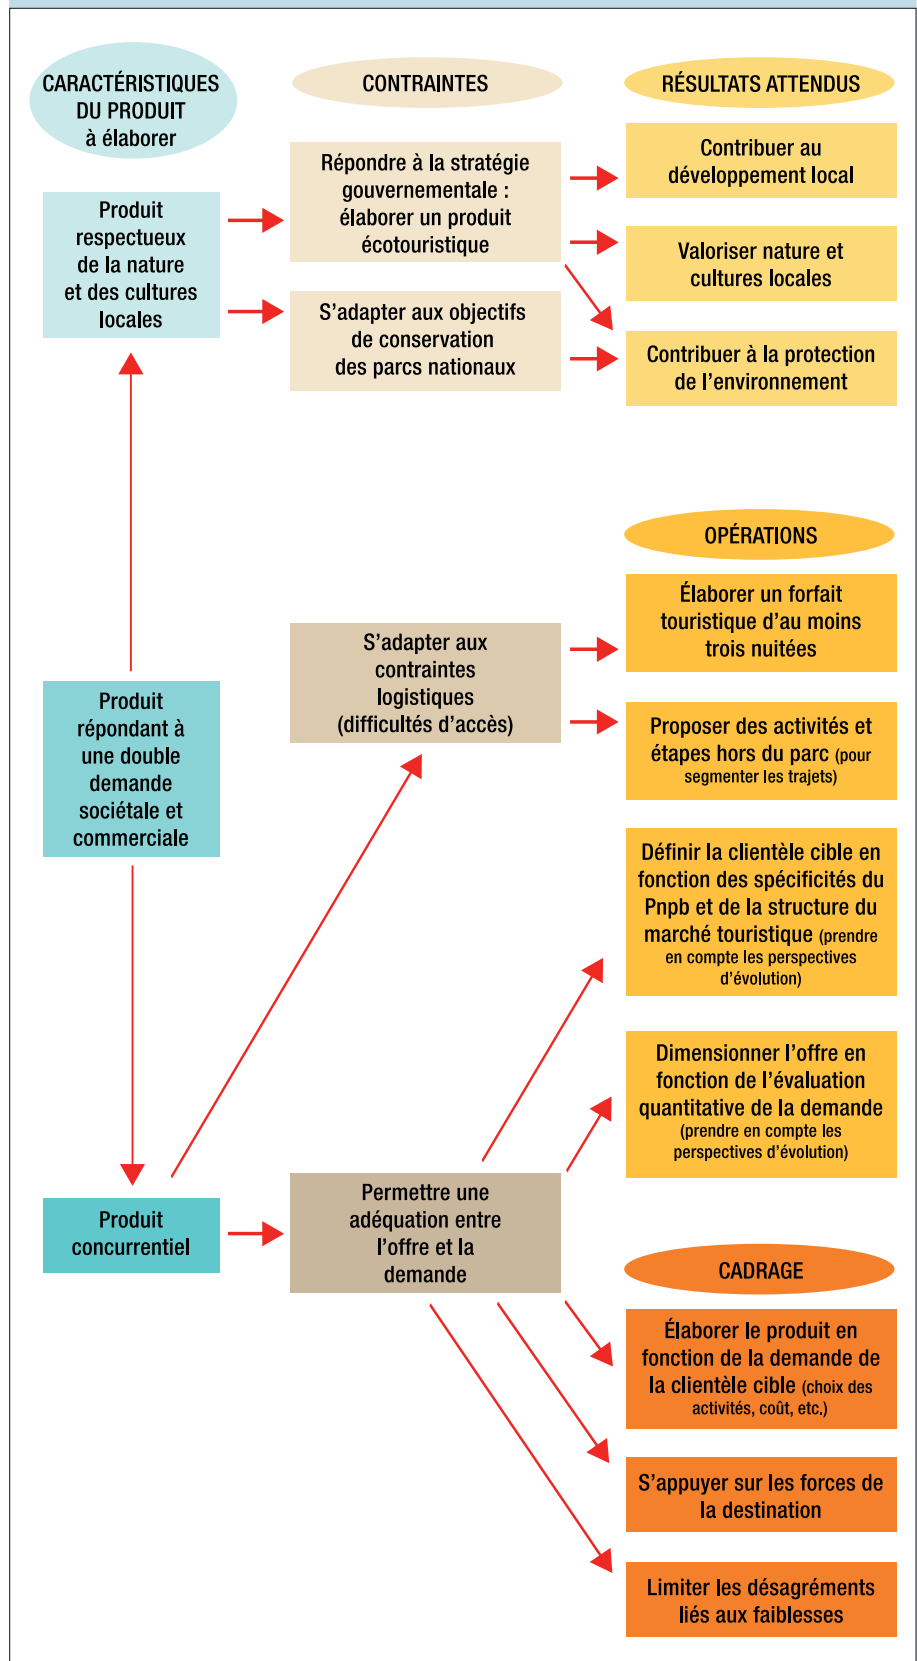 CARACTÉRISTIQUES
DU PRODUIT
à élaborer
CONTRAINTES
RÉSULTATS ATTENDUS
Produit
respectueux
de la nature
et des cultures
locales
Répondre à la stratégie
gouvernementale :
élaborer un produit
écotouristique
S'adapter aux objectifs
de conservation
des parcs nationaux
Contribuer au
développement local
Valoriser nature et
cultures locales
Contribuer à la protection
de l'environnement
OPÉRATIONS
Produit
répondant à
une double
demande
sociétale et
commerciale
S'adapter aux
contraintes
logistiques
(difficultés d'accès)
Élaborer un forfait
touristique d'au moins
trois nuitées
Proposer des activités et
étapes hors du parc (pour
segmenter les trajets)
Définir la clientèle cible en
fonction des spécificités du
Pnpb et de la structure du
marché touristique (prendre
en compte les perspectives
d'évolution)
Dimensionner l'offre en
fonction de l'évaluation
quantitative de la demande
(prendre en compte les
perspectives d'évolution)
Produit
concurrentiel
Permettre une
adéquation entre
l'offre et la
demande
CADRAGE
Élaborer le produit en
fonction de la demande de
la clientèle cible (choix des
activités, coût, etc.)
S'appuyer sur les forces de
la destination
Limiter les désagréments
liés aux faiblesses